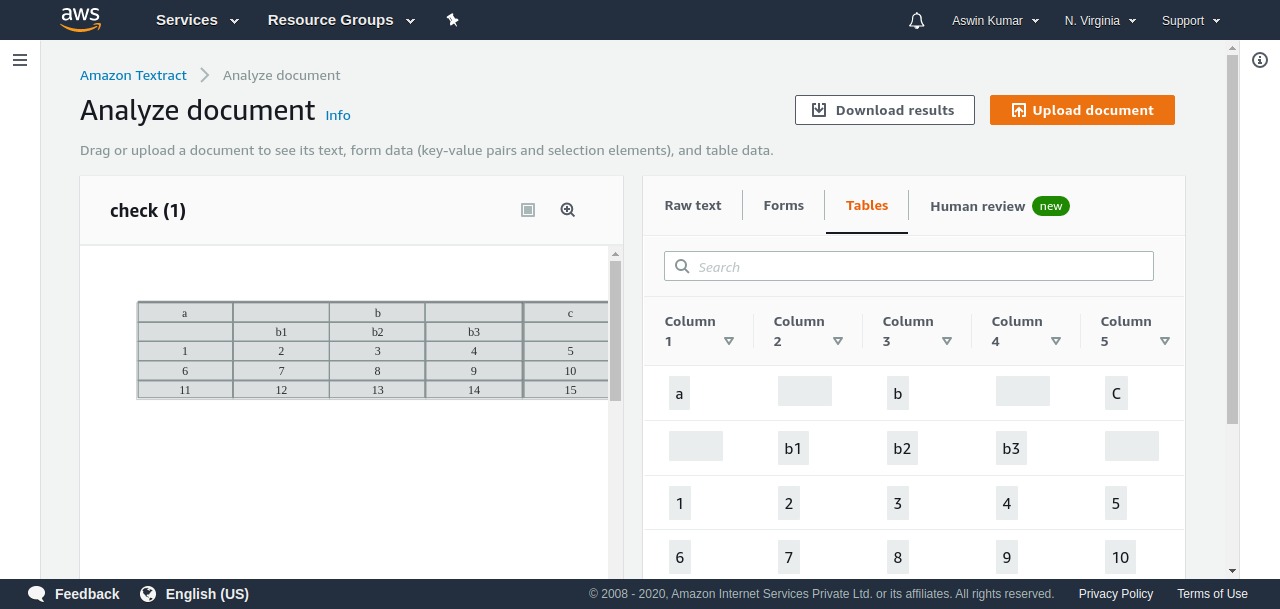 aws Services Resource Groups Aswin Kumar N. Virginia Support
Amazon Textract Analyze document
Analyze document Info
Download results Upload document
Drag or upload a document to see its text, form data (key-value pairs and selection elements), and table data.
check (1)
a b c
b1 b2 b3
1 2 3 4 5
6 7 8 9 10
11 12 13 14 15
Raw text Forms Tables Human review new
Search
Column 1 Column 2 Column 3 Column 4 Column 5
a b C
b1 b2 b3
1 2 3 4 5
6 7 8 9 10
Feedback English (US) © 2008 - 2020, Amazon Internet Services Private Ltd. or its affiliates. All rights reserved. Privacy Policy Terms of Use